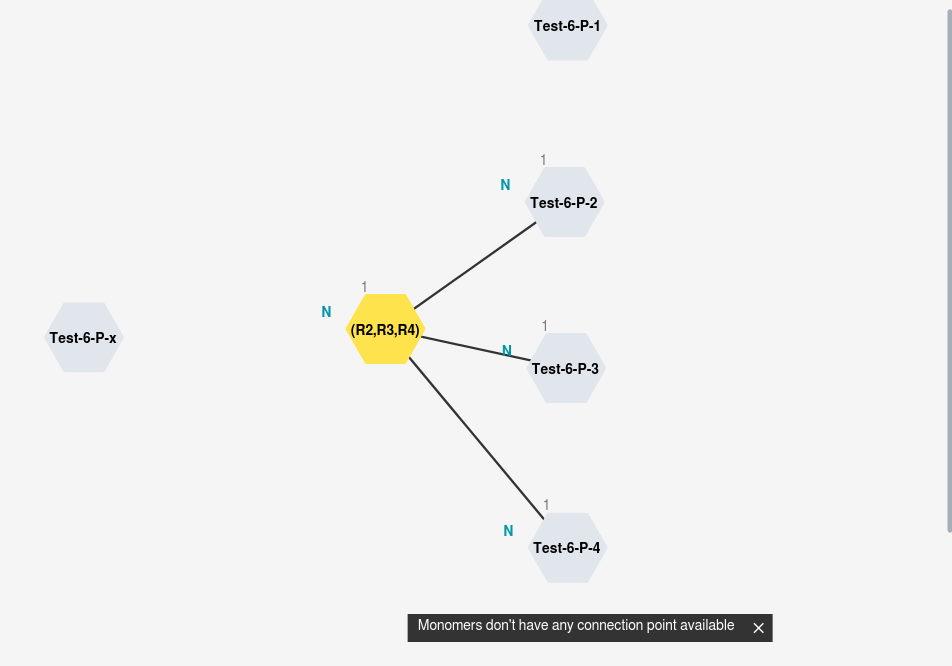 Test-6-P-1
1
N
Test-6-P-2
1
N
(R2,R3,R4)
Test-6-P-x
1
N
Test-6-P-3
1
N
Test-6-P-4
Monomers don't have any connection point available